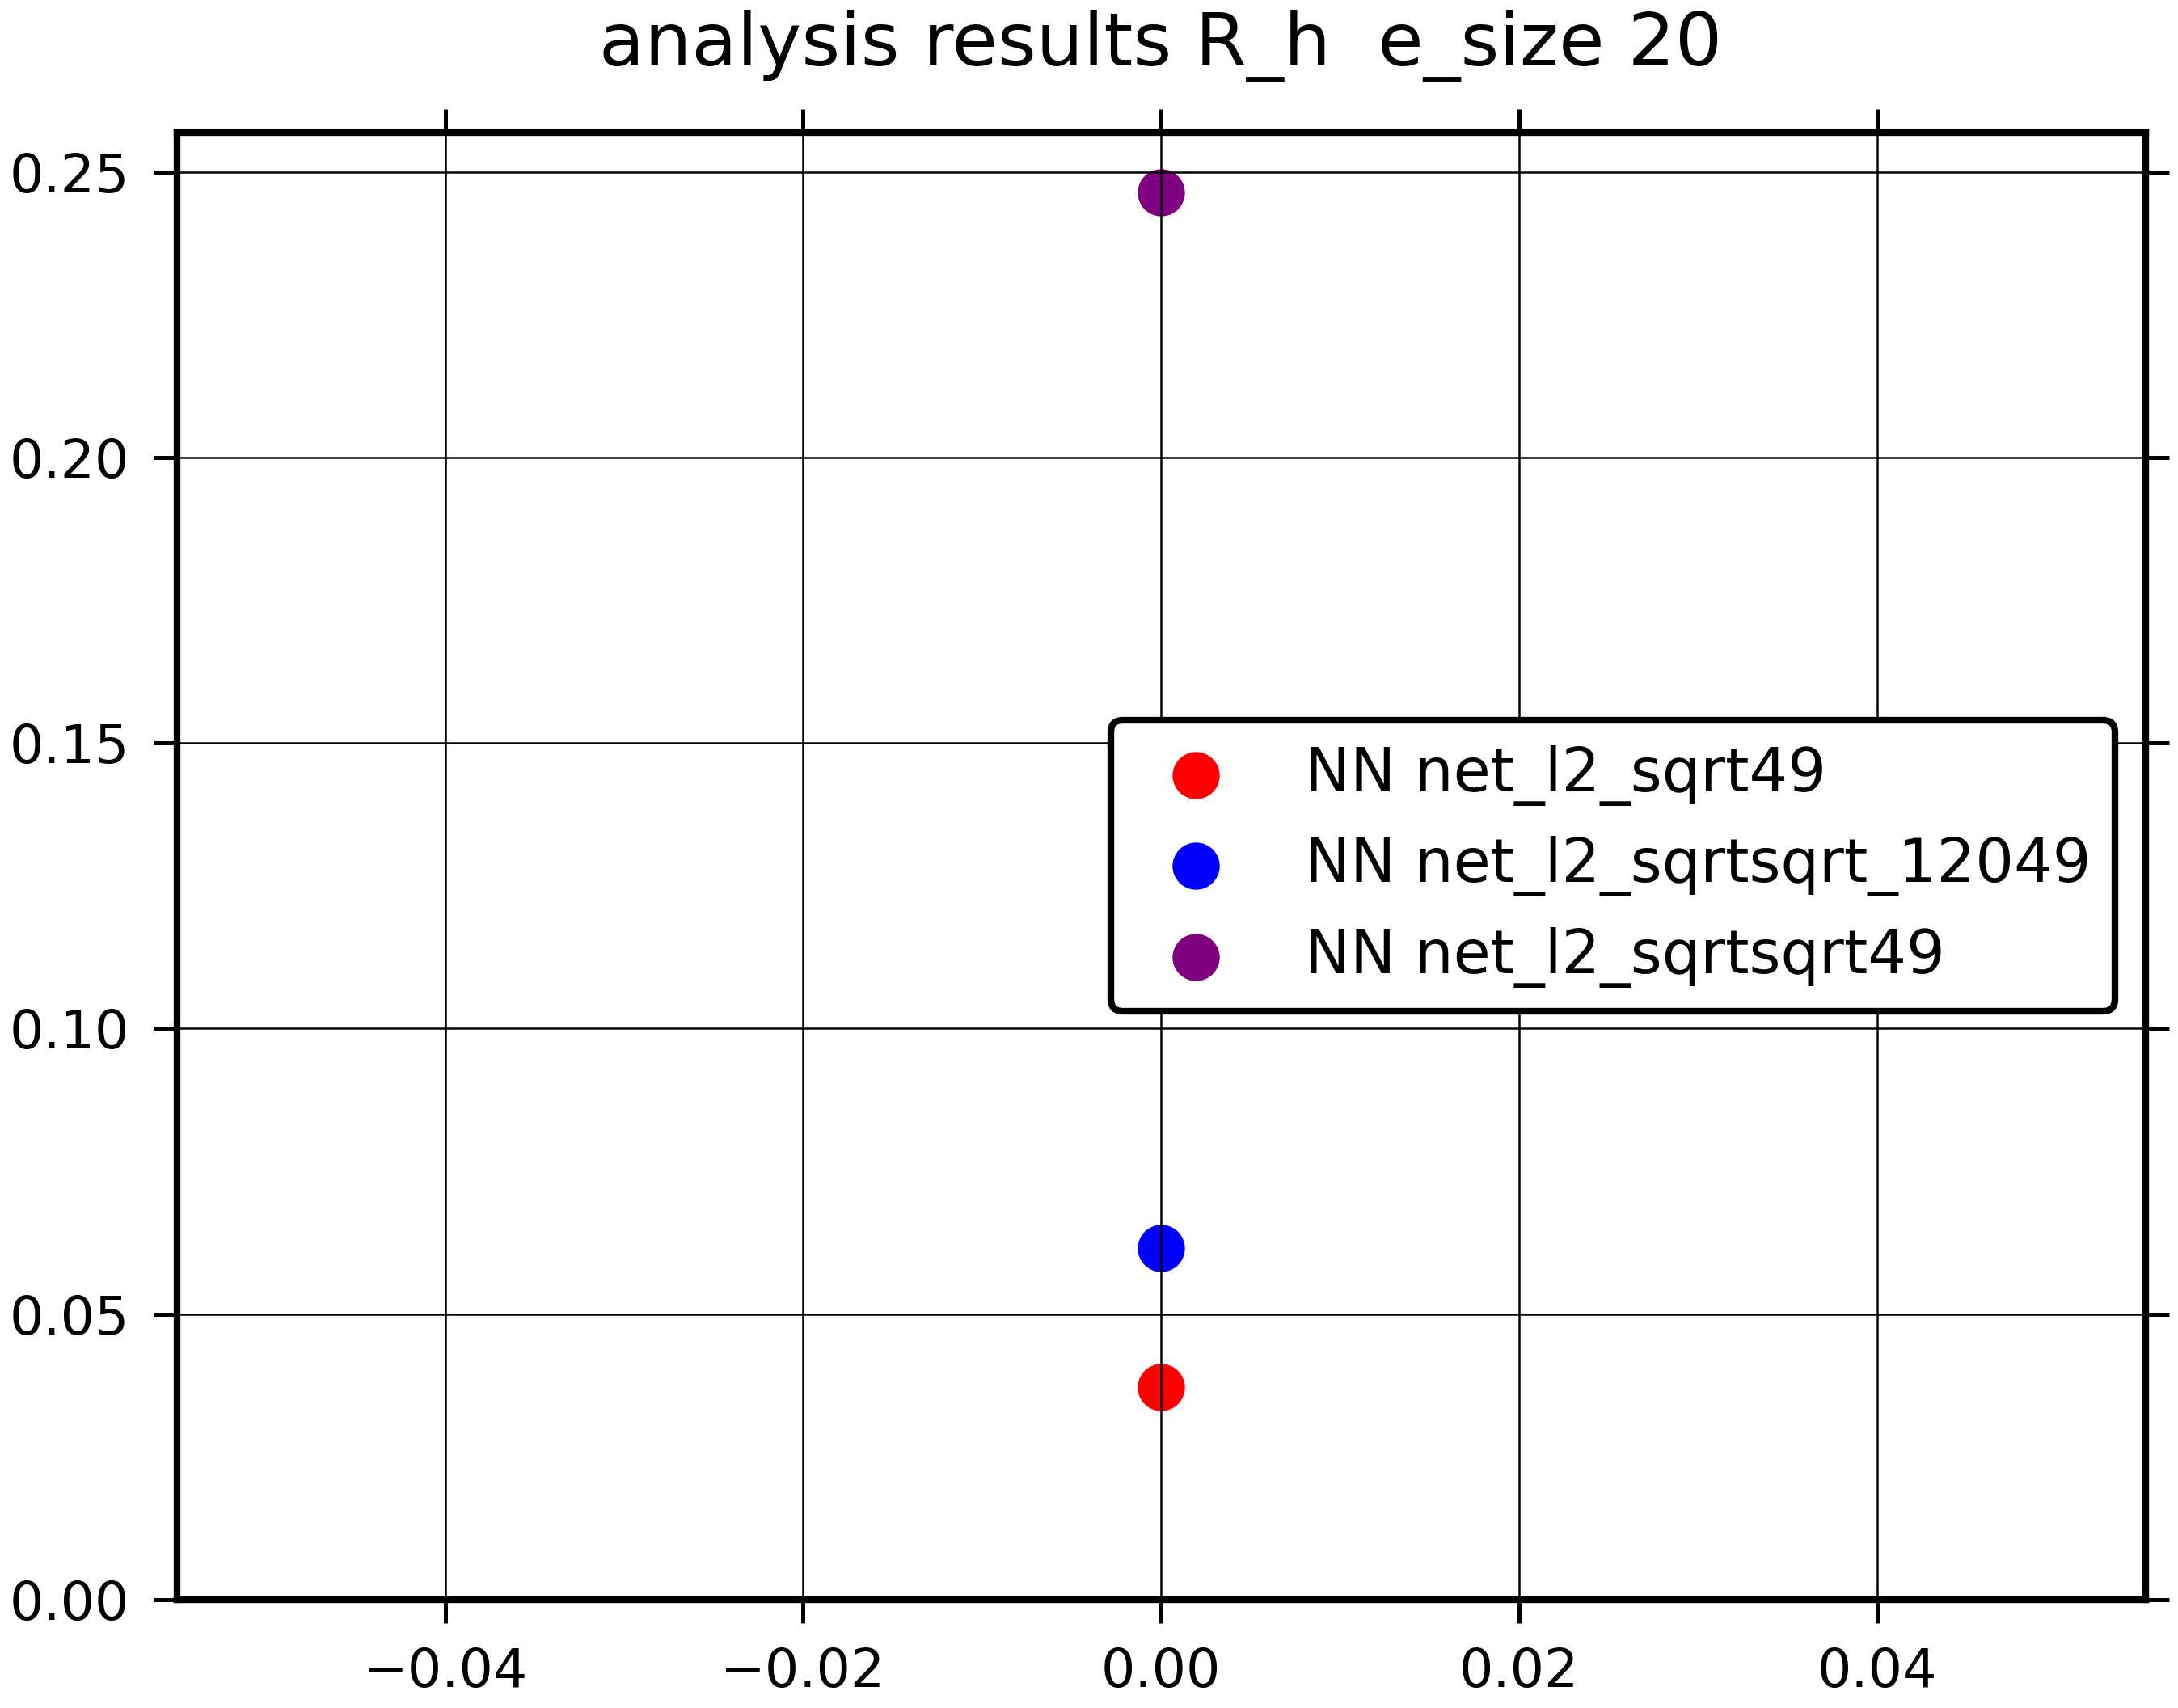 analysis results R_h  e_size 20
0.25
0.20
0.15
0.10
0.05
0.00
NN net_l2_sqrt49
NN net_l2_sqrtsqrt_12049
NN net_l2_sqrtsqrt49
−0.04 −0.02 0.00 0.02 0.04